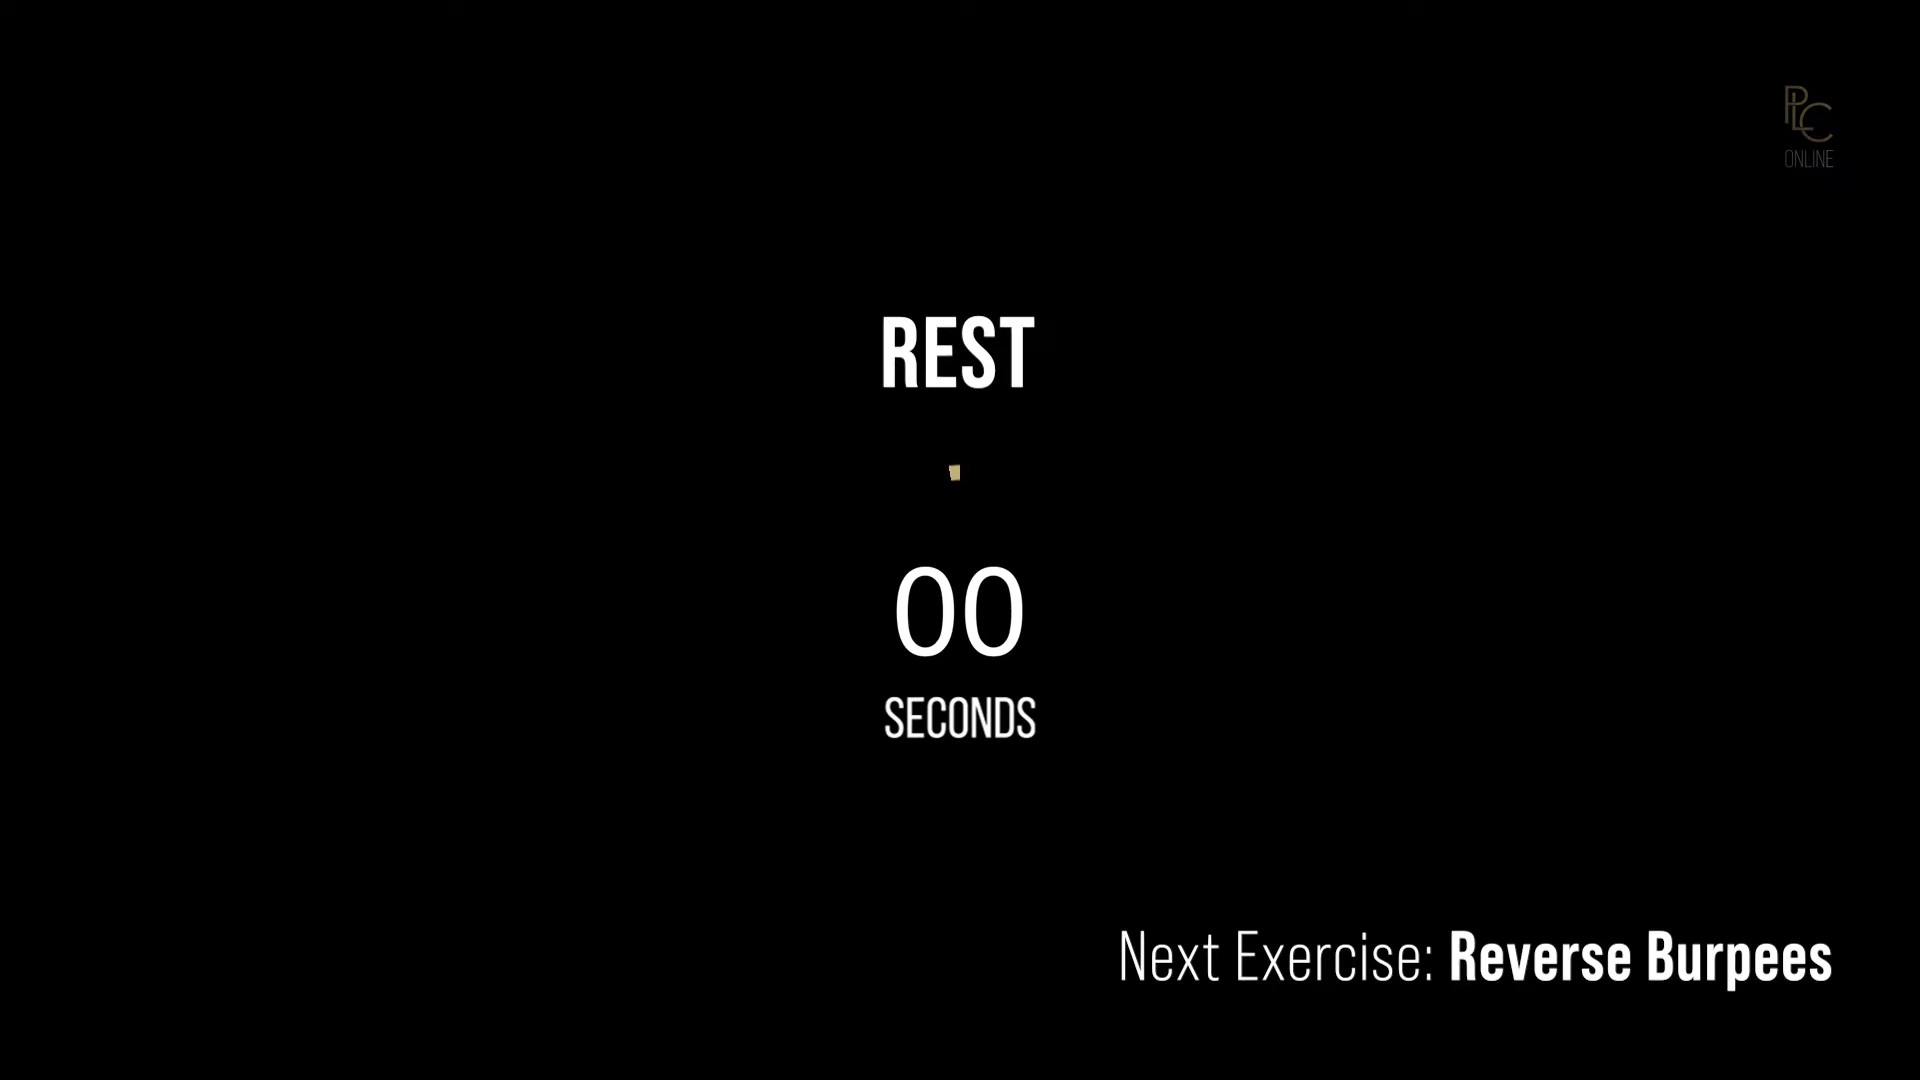 PLC
ONLINE
REST
00
SECONDS
Next Exercise: Reverse Burpees